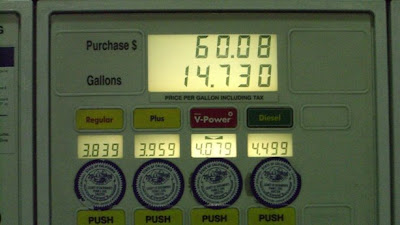 Purchase $ 60.08
Gallons 14.730
PRICE PER GALLON INCLUDING TAX
Regular Plus V-Power Diesel
3.839 3.959 4.079 4.499
PUSH PUSH PUSH PUSH